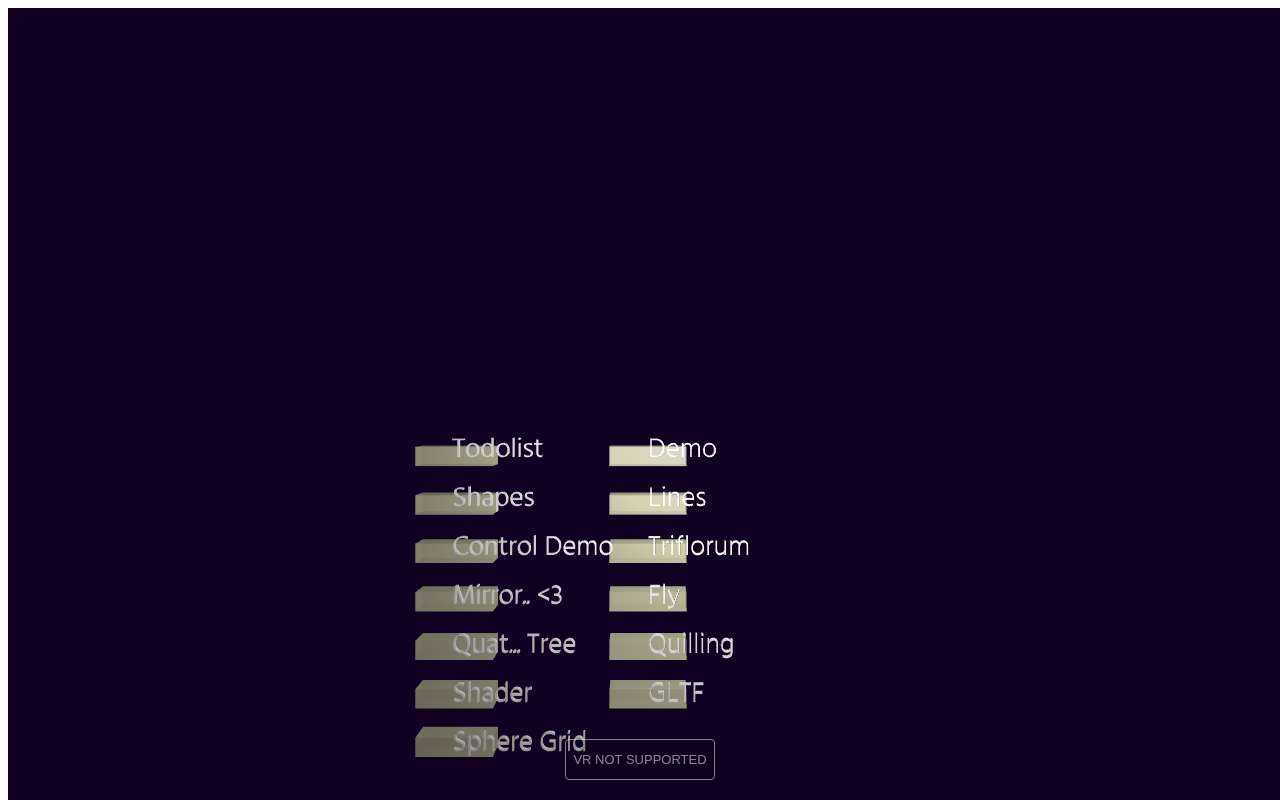 Todolist
Shapes
Control Demo
Mirror.. <3
Quat... Tree
Shader
Sphere Grid
Demo
Lines
Triflorum
Fly
Quilling
GLTF
VR NOT SUPPORTED